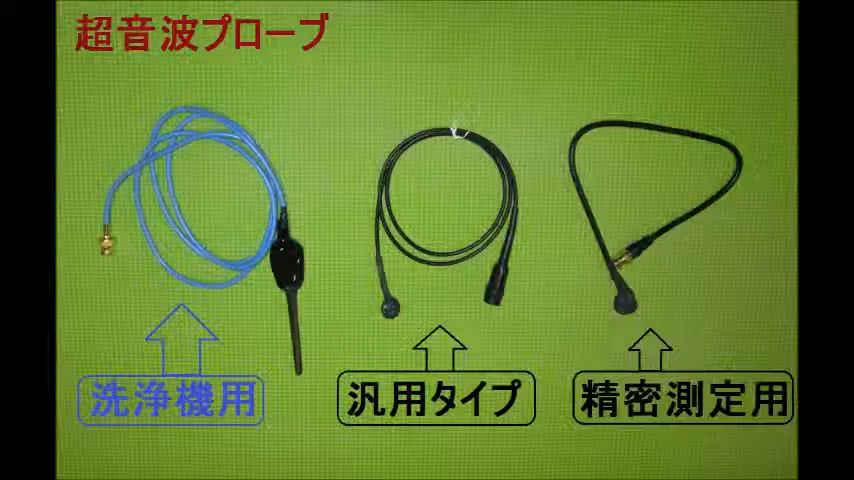 超音波プローブ
洗浄機用
汎用タイプ
精密測定用